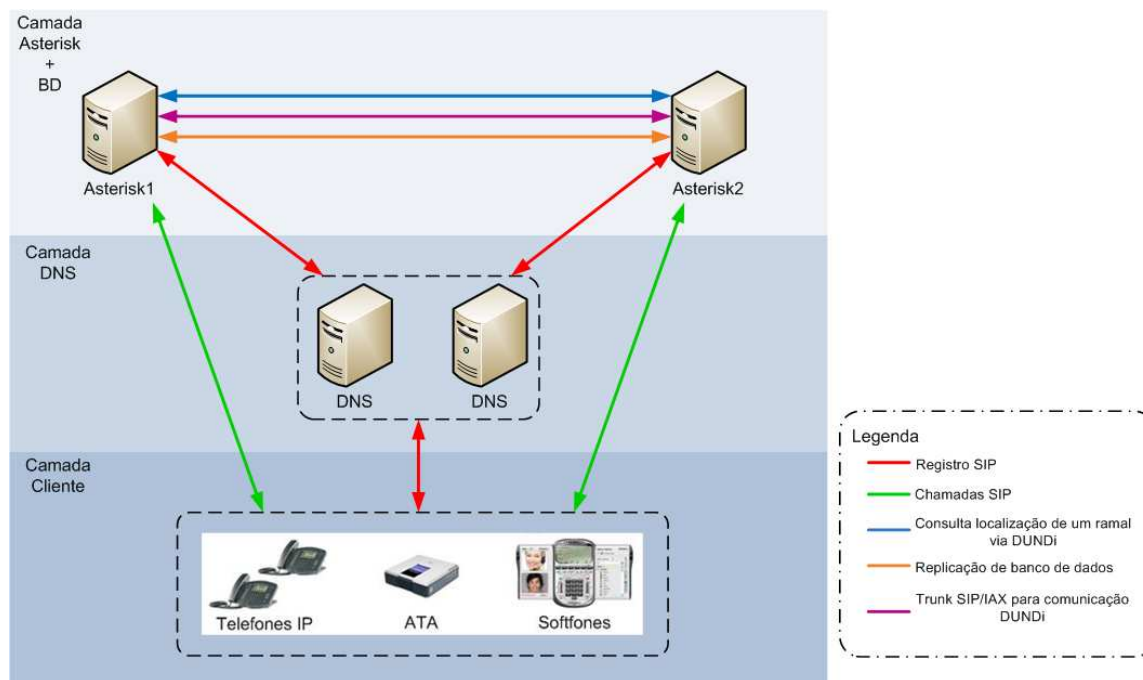 Camada
Asterisk
+
BD
Asterisk1
Asterisk2
Camada
DNS
DNS
DNS
Camada
Cliente
Telefones IP
ATA
Softfones
Legenda
Registro SIP
Chamadas SIP
Consulta localização de um ramal
via DUNDi
Replicação de banco de dados
Trunk SIP/IAX para comunicação
DUNDi